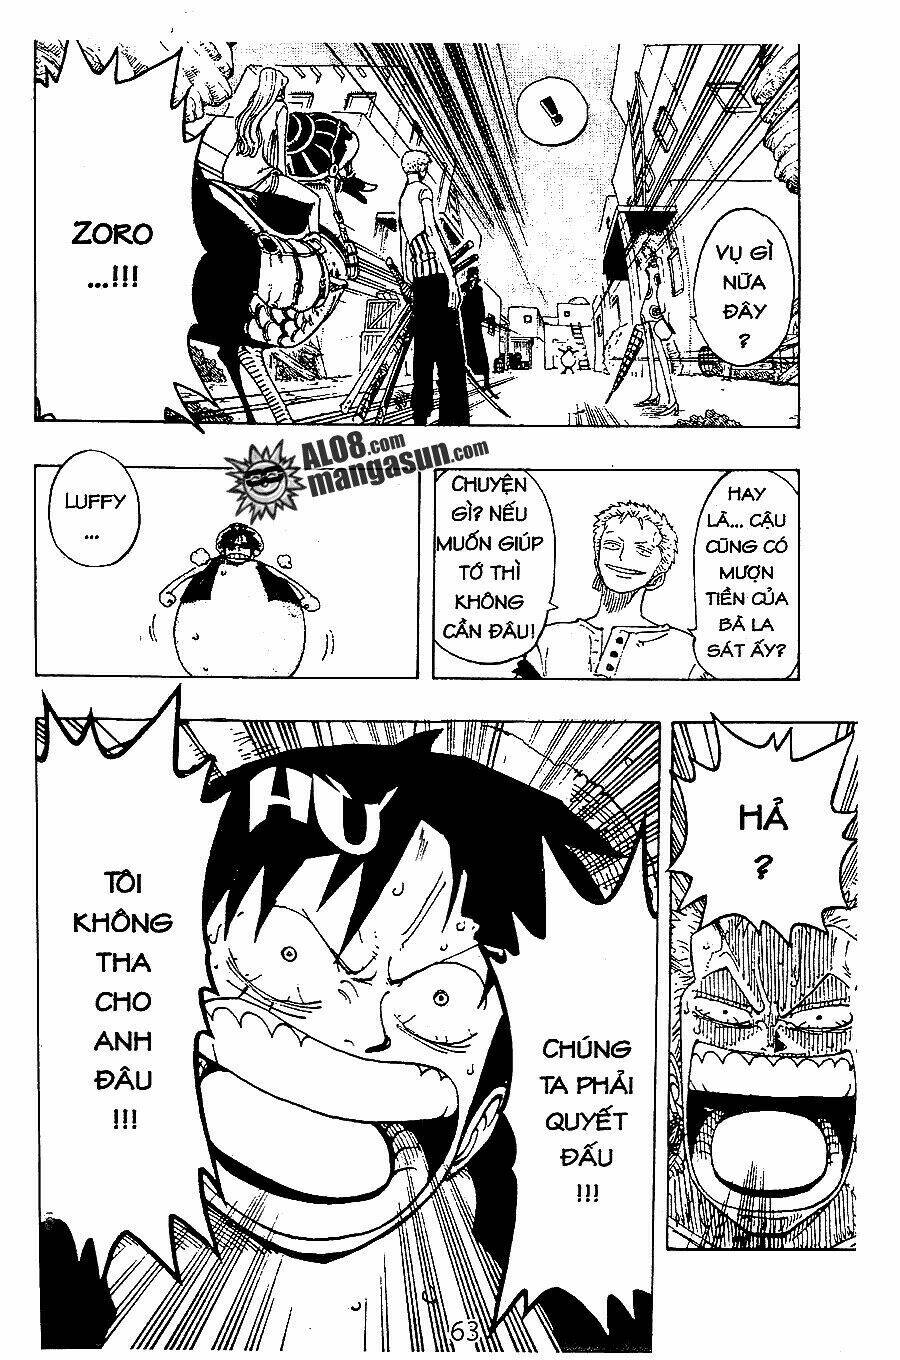 !
VỤ GÌ
NỮA
ĐÂY
?
ZORO
...!!!
ALO8.com
mangasun.com
HAY
LÀ... CẬU
CŨNG CÓ
MƯỢN
TIỀN CỦA
BÀ LA
SÁT ẤY?
CHUYỆN
GÌ? NẾU
MUỐN GIÚP
TỚ THÌ
KHÔNG
CẦN ĐÂU!
LUFFY
...
HẢ
?
HỪ
CHÚNG
TA PHẢI
QUYẾT
ĐẤU
!!!
TÔI
KHÔNG
THA
CHO
ANH
ĐÂU
!!!
63